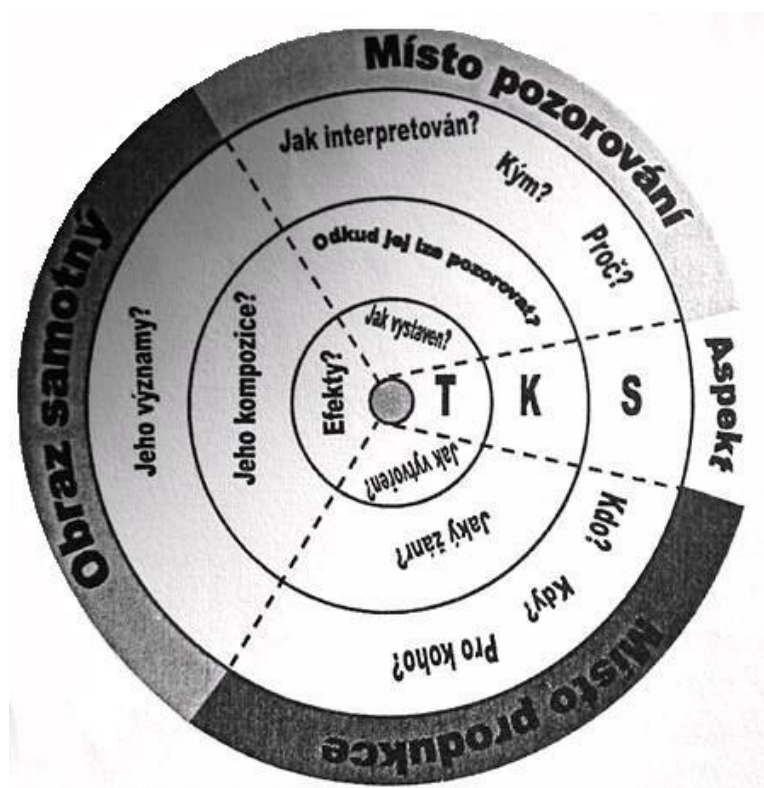 Místo pozorování
Jak interpretován?
Kým?
Proč?
Odkud jej lze pozorovat?
Jak vystaven?
Obraz samotný
Jeho významy?
Jeho kompozice?
Efekty?
T K S
Aspekt
Jak vytvořen?
Jaký žánr?
Kdo?
Kdy?
Pro koho?
Místo produkce